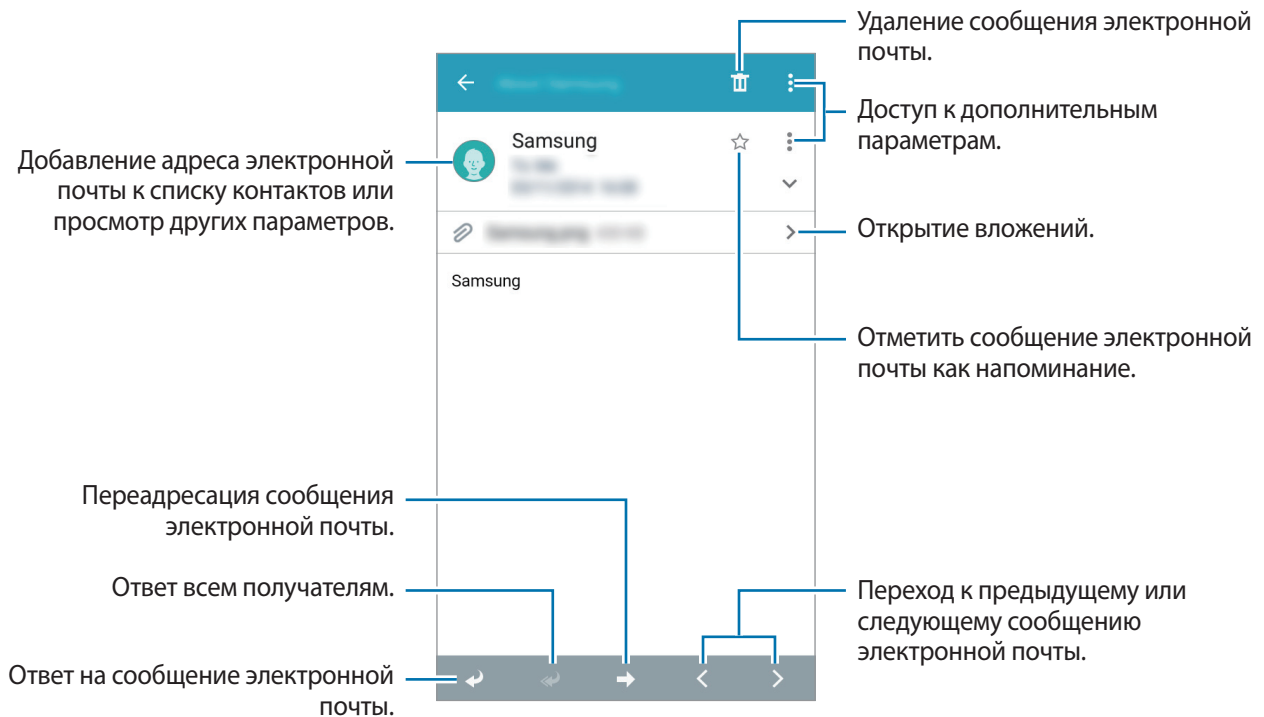 Удаление сообщения электронной
почты.
Доступ к дополнительным
параметрам.
Samsung
Добавление адреса электронной
почты к списку контактов или
просмотр других параметров.
Открытие вложений.
Samsung
Отметить сообщение электронной
почты как напоминание.
Переадресация сообщения
электронной почты.
Ответ всем получателям.
Переход к предыдущему или
следующему сообщению
электронной почты.
Ответ на сообщение электронной
почты.